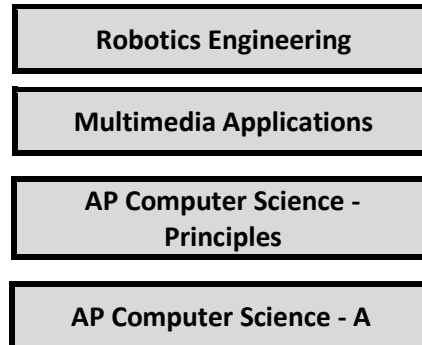 Robotics Engineering
Multimedia Applications
AP Computer Science -
Principles
AP Computer Science - A